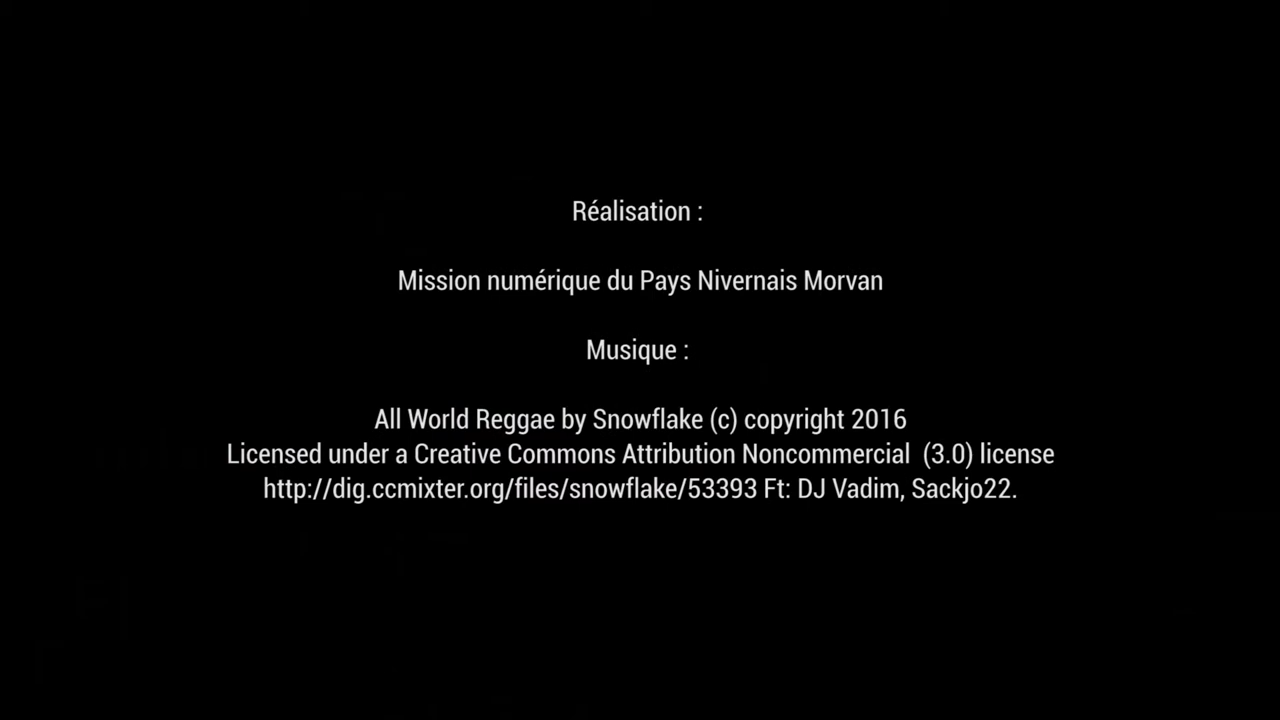 Réalisation :
Mission numérique du Pays Nivernais Morvan
Musique :
All World Reggae by Snowflake (c) copyright 2016
Licensed under a Creative Commons Attribution Noncommercial  (3.0) license
http://dig.ccmixter.org/files/snowflake/53393 Ft: DJ Vadim, Sackjo22.